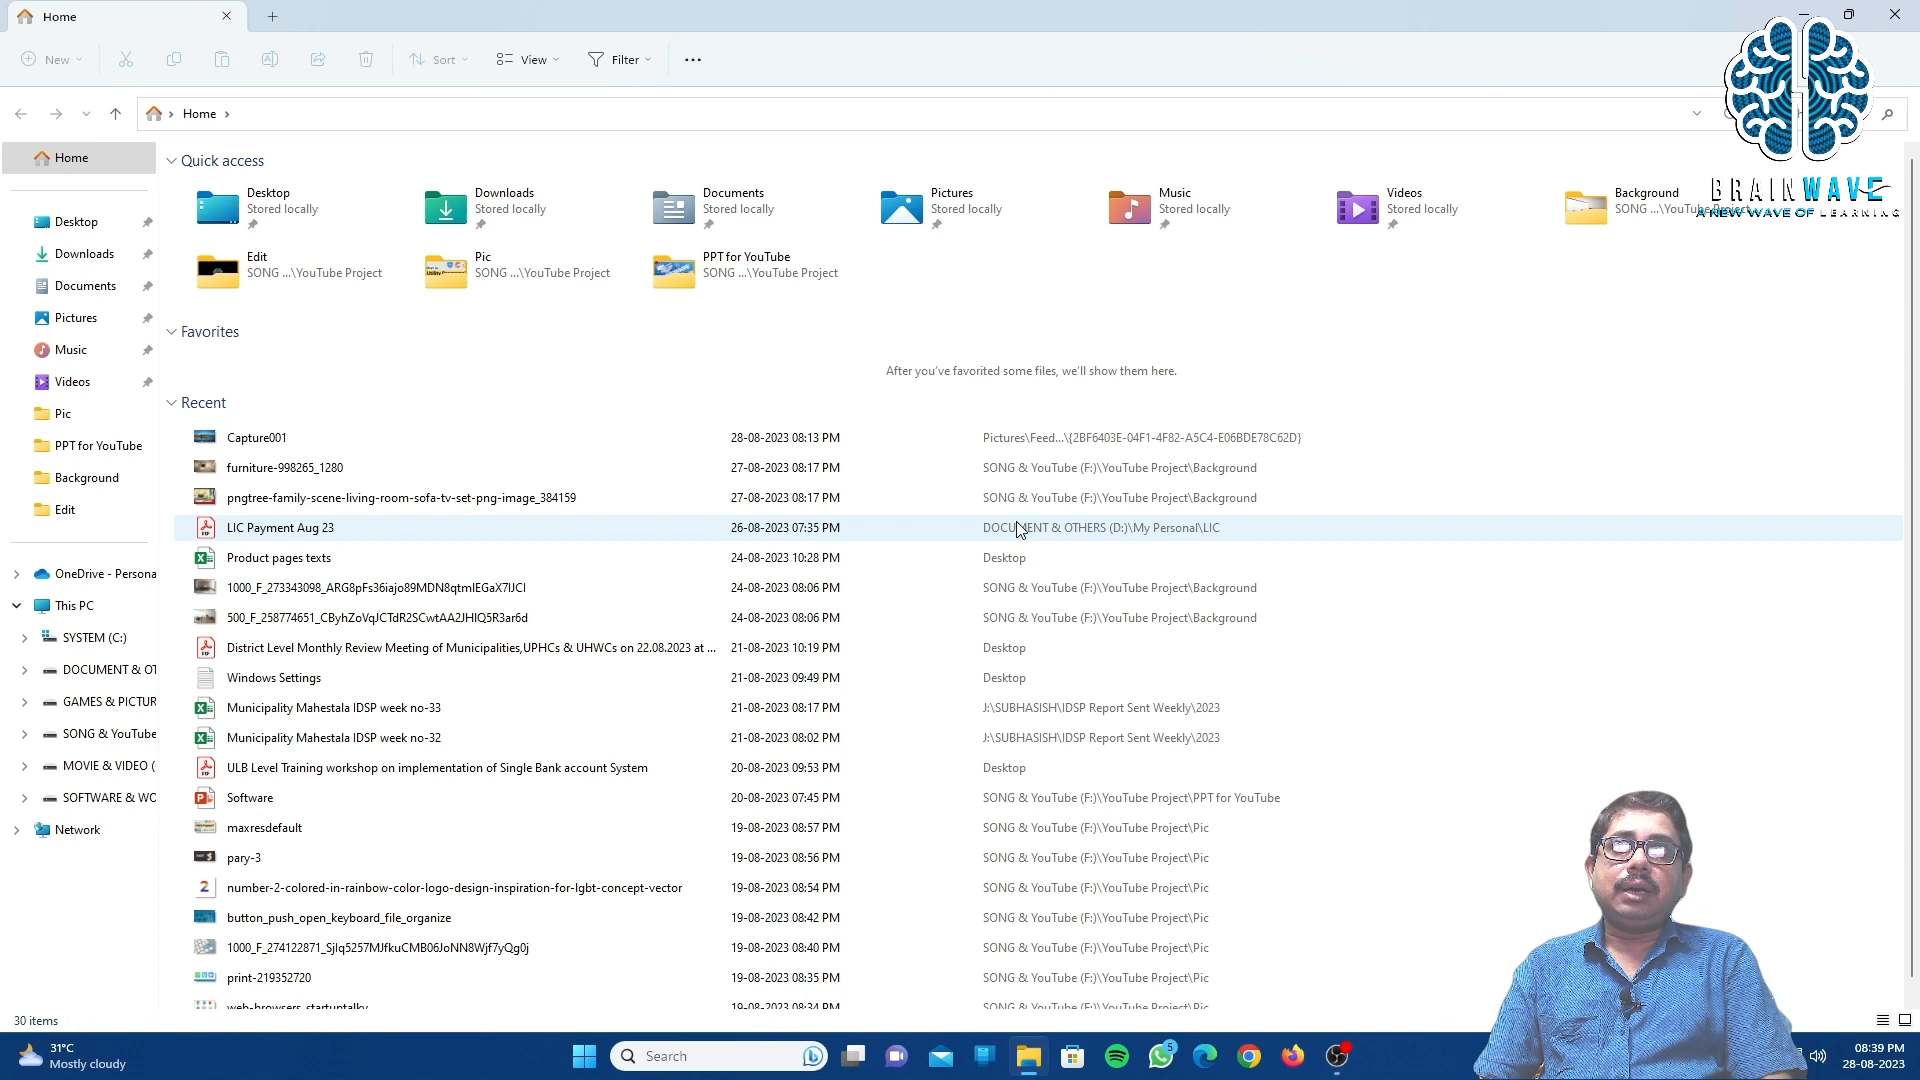 Home
New
Sort
View
Filter
Home
Home
Desktop
Downloads
Documents
Pictures
Music
Videos
Pic
PPT for YouTube
Background
Edit
OneDrive - Persona
This PC
SYSTEM (C:)
DOCUMENT & OT
GAMES & PICTUR
SONG & YouTube
MOVIE & VIDEO (
SOFTWARE & WO
Network
Quick access
Desktop
Stored locally
Downloads
Stored locally
Documents
Stored locally
Pictures
Stored locally
Music
Stored locally
Videos
Stored locally
Background
SONG ...\YouTube Project
Edit
SONG ...\YouTube Project
Pic
SONG ...\YouTube Project
PPT for YouTube
SONG ...\YouTube Project
BRAINWAVE
A NEW WAVE OF LEARNING
Favorites
After you've favorited some files, we'll show them here.
Recent
Capture001 28-08-2023 08:13 PM Pictures\Feed...\{2BF6403E-04F1-4F82-A5C4-E06BDE78C62D}
furniture-998265_1280 27-08-2023 08:17 PM SONG & YouTube (F:)\YouTube Project\Background
pngtree-family-scene-living-room-sofa-tv-set-png-image_384159 27-08-2023 08:17 PM SONG & YouTube (F:)\YouTube Project\Background
LIC Payment Aug 23 26-08-2023 07:35 PM DOCUMENT & OTHERS (D:)\My Personal\LIC
Product pages texts 24-08-2023 10:28 PM Desktop
1000_F_273343098_ARG8pFs36iajo89MDN8qtmlEGaX7IJCl 24-08-2023 08:06 PM SONG & YouTube (F:)\YouTube Project\Background
500_F_258774651_CByhZoVqJCTdR2SCwtAA2JHIQ5R3ar6d 24-08-2023 08:06 PM SONG & YouTube (F:)\YouTube Project\Background
District Level Monthly Review Meeting of Municipalities,UPHCs & UHWCs on 22.08.2023 at ... 21-08-2023 10:19 PM Desktop
Windows Settings 21-08-2023 09:49 PM Desktop
Municipality Mahestala IDSP week no-33 21-08-2023 08:17 PM J:\SUBHASISH\IDSP Report Sent Weekly\2023
Municipality Mahestala IDSP week no-32 21-08-2023 08:02 PM J:\SUBHASISH\IDSP Report Sent Weekly\2023
ULB Level Training workshop on implementation of Single Bank account System 20-08-2023 09:53 PM Desktop
Software 20-08-2023 07:45 PM SONG & YouTube (F:)\YouTube Project\PPT for YouTube
maxresdefault 19-08-2023 08:57 PM SONG & YouTube (F:)\YouTube Project\Pic
pary-3 19-08-2023 08:56 PM SONG & YouTube (F:)\YouTube Project\Pic
number-2-colored-in-rainbow-color-logo-design-inspiration-for-lgbt-concept-vector 19-08-2023 08:54 PM SONG & YouTube (F:)\YouTube Project\Pic
button_push_open_keyboard_file_organize 19-08-2023 08:42 PM SONG & YouTube (F:)\YouTube Project\Pic
1000_F_274122871_Sjlq5257MJfkuCMB06JoNN8Wjf7yQg0j 19-08-2023 08:40 PM SONG & YouTube (F:)\YouTube Project\Pic
print-219352720 19-08-2023 08:35 PM SONG & YouTube (F:)\YouTube Project\Pic
web-browsers_startuptalky 19-08-2023 08:34 PM SONG & YouTube (F:)\YouTube Project\Pic
30 items
31°C
Mostly cloudy
Search
5
08:39 PM
28-08-2023